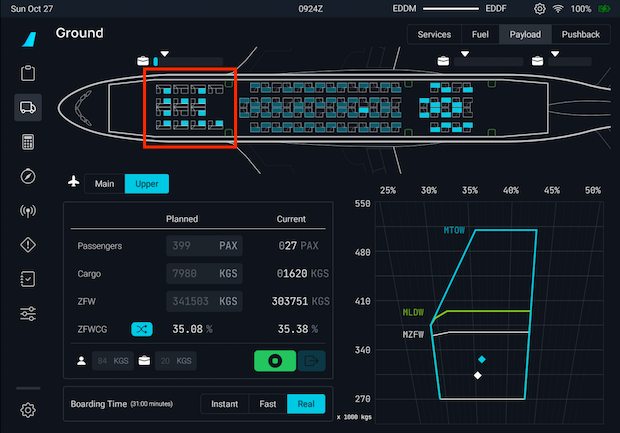 Sun Oct 27 0924Z EDDM EDDF 100%
Ground Services Fuel Payload Pushback
Main Upper
Planned Current
Passengers 399 PAX 027 PAX
Cargo 7980 KGS 01620 KGS
ZFW 341503 KGS 303751 KGS
ZFWCG 35.08 % 35.38 %
84 KGS 20 KGS
Boarding Time (31:00 minutes) Instant Fast Real
25% 30% 35% 40% 45% 50%
550
MTOW
480
410
MLDW
MZFW
340
270
x 1000 kgs